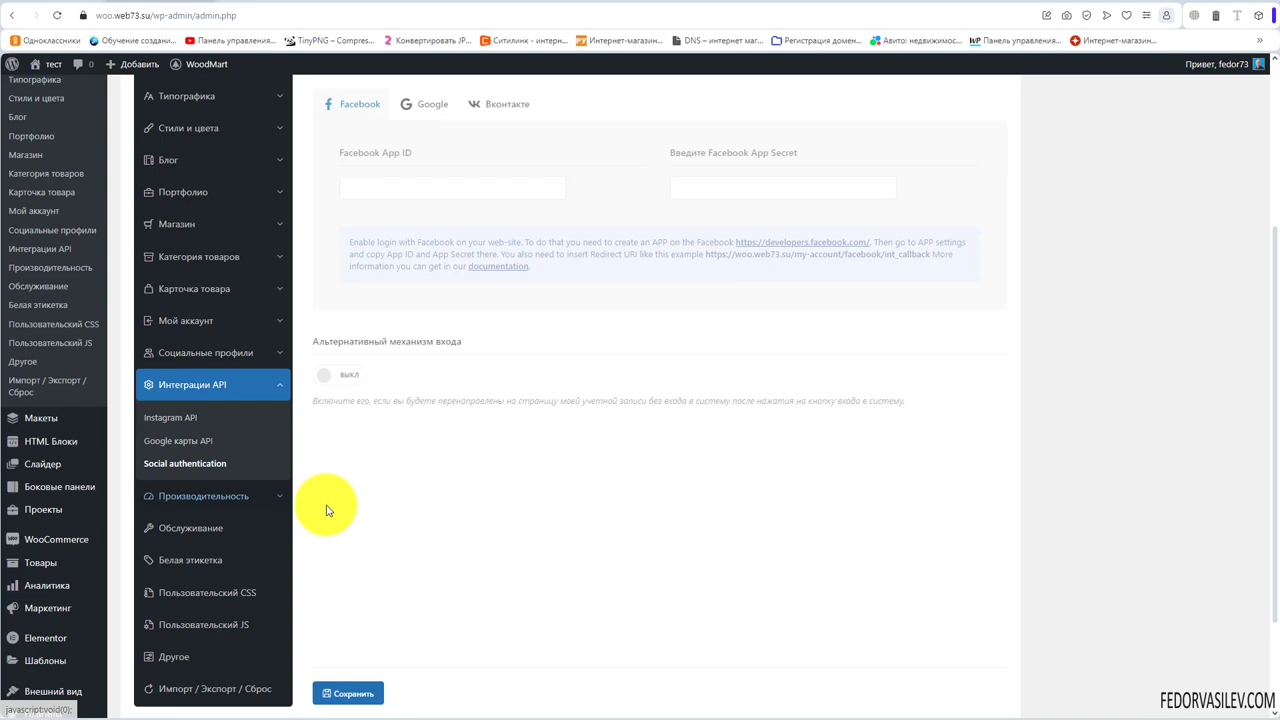 woo.web73.su/wp-admin/admin.php
Одноклассники
Обучение создани...
Панель управления...
TinyPNG – Compres...
Конвертировать JP...
Ситилинк – интерн...
Интернет-магазин...
DNS – интернет маг...
Регистрация домен...
Авито: недвижимос...
Панель управления...
Интернет-магазин...
тест
0
Добавить
WoodMart
Привет, fedor73
Типографика
Стили и цвета
Блог
Портфолио
Магазин
Категория товаров
Карточка товара
Мой аккаунт
Социальные профили
Интеграции API
Производительность
Обслуживание
Белая этикетка
Пользовательский CSS
Пользовательский JS
Другое
Импорт / Экспорт /
Сброс
Макеты
HTML Блоки
Слайдер
Боковые панели
Проекты
WooCommerce
Товары
Аналитика
Маркетинг
Elementor
Шаблоны
Внешний вид
javascript:void(0);
Типографика
Стили и цвета
Блог
Портфолио
Магазин
Категория товаров
Карточка товара
Мой аккаунт
Социальные профили
Интеграции API
Instagram API
Google карты API
Social authentication
Производительность
Обслуживание
Белая этикетка
Пользовательский CSS
Пользовательский JS
Другое
Импорт / Экспорт / Сброс
Facebook
Google
Вконтакте
Facebook App ID
Введите Facebook App Secret
Enable login with Facebook on your web-site. To do that you need to create an APP on the Facebook https://developers.facebook.com/. Then go to APP settings
and copy App ID and App Secret there. You also need to insert Redirect URI like this example https://woo.web73.su/my-account/facebook/int_callback More
information you can get in our documentation.
Альтернативный механизм входа
ВЫКЛ
Включите его, если вы будете перенаправлены на страницу моей учетной записи без входа в систему после нажатия на кнопку входа в систему.
Сохранить
FEDORVASILEV.COM